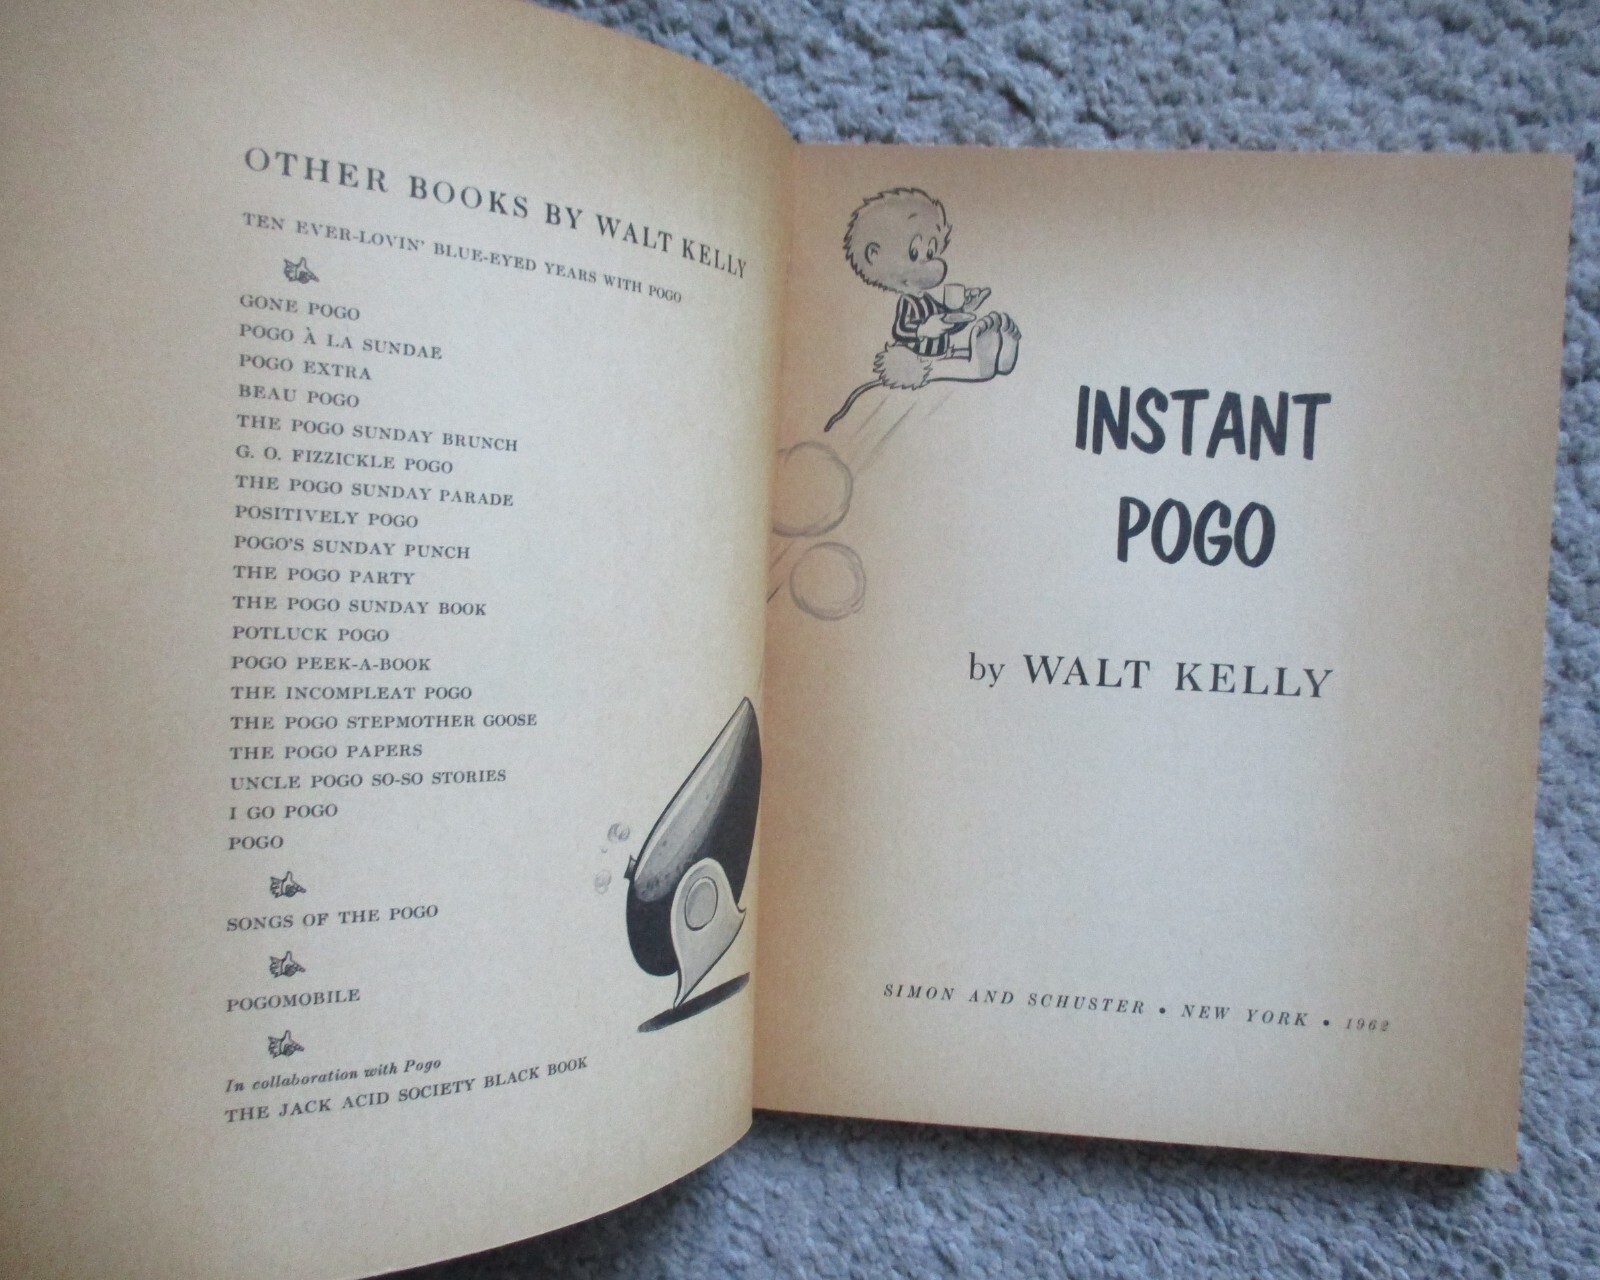 OTHER BOOKS BY WALT KELLY
TEN EVER-LOVIN' BLUE-EYED YEARS WITH POGO
GONE POGO
POGO À LA SUNDAE
POGO EXTRA
BEAU POGO
THE POGO SUNDAY BRUNCH
G. O. FIZZICKLE POGO
THE POGO SUNDAY PARADE
POSITIVELY POGO
POGO'S SUNDAY PUNCH
THE POGO PARTY
THE POGO SUNDAY BOOK
POTLUCK POGO
POGO PEEK-A-BOOK
THE INCOMPLEAT POGO
THE POGO STEPMOTHER GOOSE
THE POGO PAPERS
UNCLE POGO SO-SO STORIES
I GO POGO
POGO
SONGS OF THE POGO
POGOMOBILE
In collaboration with Pogo
THE JACK ACID SOCIETY BLACK BOOK
INSTANT
POGO
by WALT KELLY
SIMON AND SCHUSTER • NEW YORK • 1962